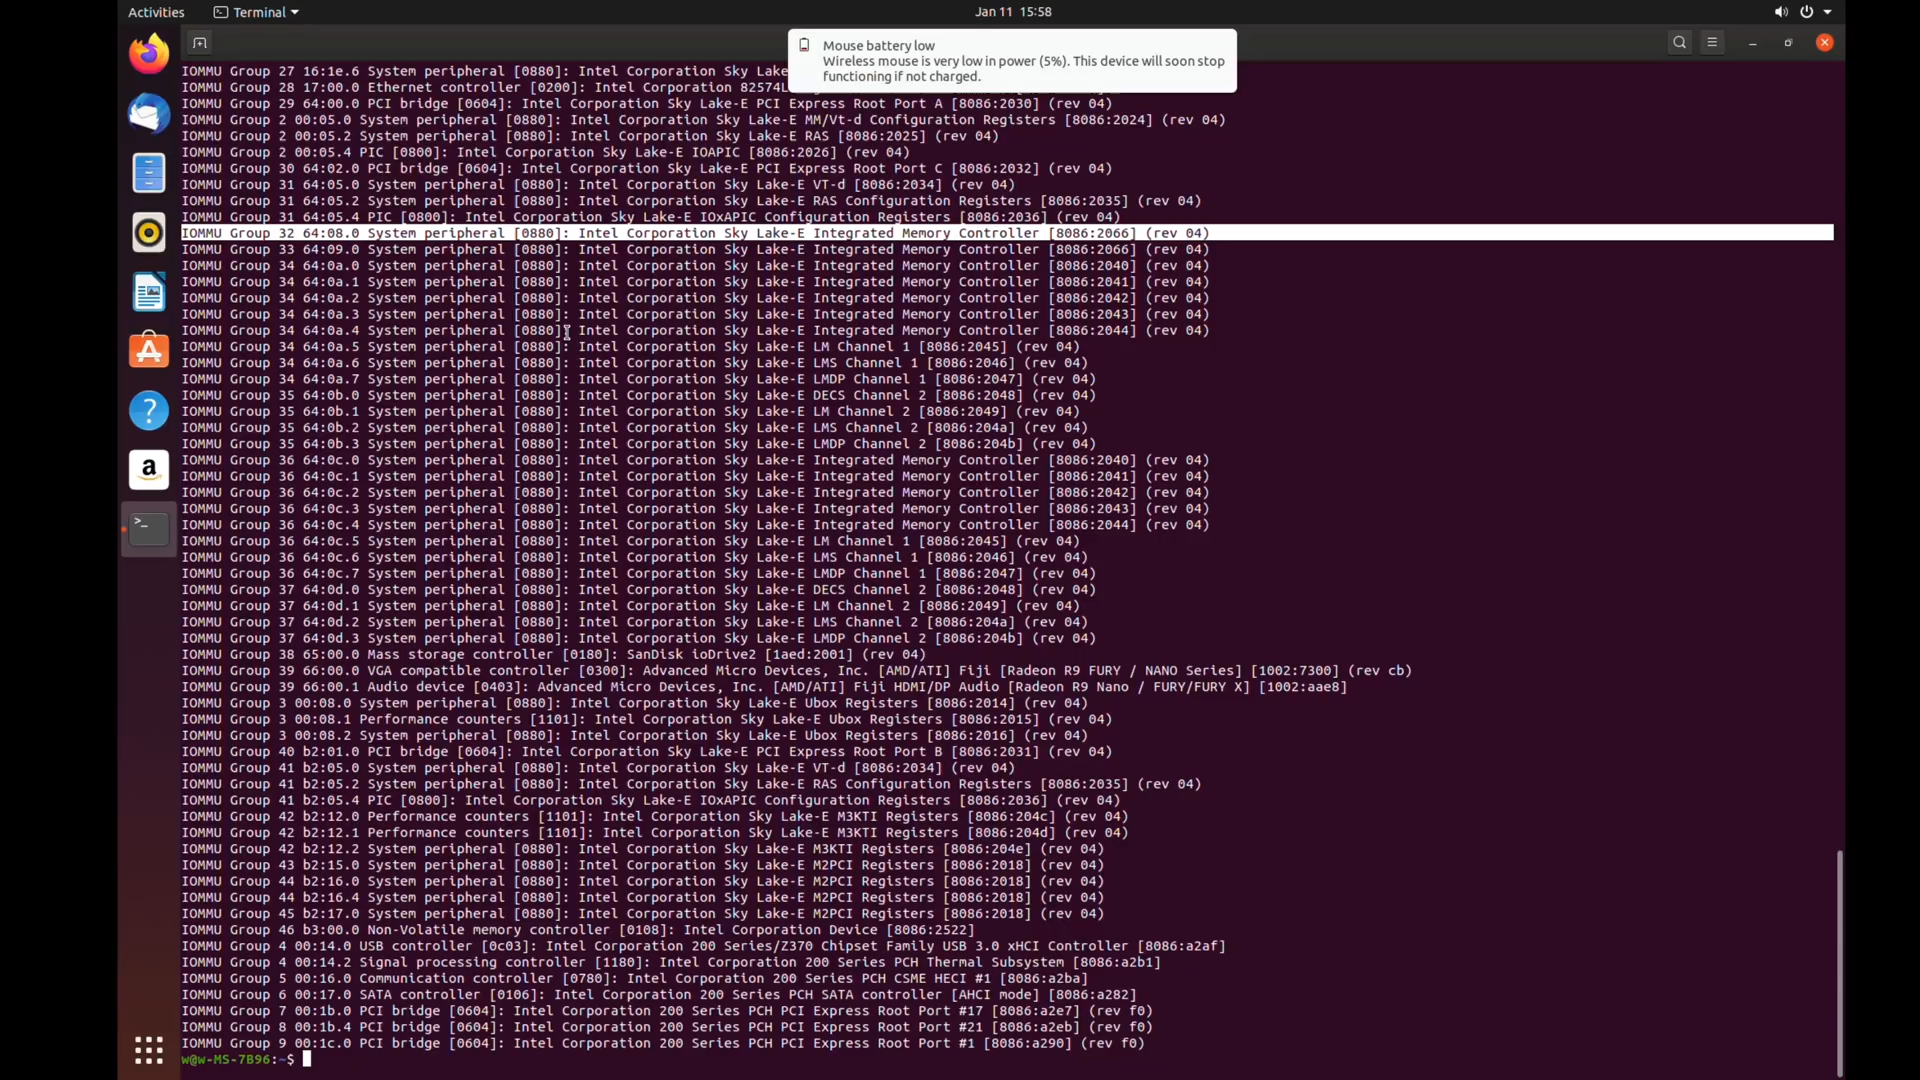 Activities
Terminal
Jan 11 15:58
Mouse battery low
Wireless mouse is very low in power (5%). This device will soon stop
functioning if not charged.
IOMMU Group 27 16:1e.6 System peripheral [0880]: Intel Corporation Sky Lake
IOMMU Group 28 17:00.0 Ethernet controller [0200]: Intel Corporation 82574L
IOMMU Group 29 64:00.0 PCI bridge [0604]: Intel Corporation Sky Lake-E PCI Express Root Port A [8086:2030] (rev 04)
IOMMU Group 2 00:05.0 System peripheral [0880]: Intel Corporation Sky Lake-E MM/Vt-d Configuration Registers [8086:2024] (rev 04)
IOMMU Group 2 00:05.2 System peripheral [0880]: Intel Corporation Sky Lake-E RAS [8086:2025] (rev 04)
IOMMU Group 2 00:05.4 PIC [0800]: Intel Corporation Sky Lake-E IOAPIC [8086:2026] (rev 04)
IOMMU Group 30 64:02.0 PCI bridge [0604]: Intel Corporation Sky Lake-E PCI Express Root Port C [8086:2032] (rev 04)
IOMMU Group 31 64:05.0 System peripheral [0880]: Intel Corporation Sky Lake-E VT-d [8086:2034] (rev 04)
IOMMU Group 31 64:05.2 System peripheral [0880]: Intel Corporation Sky Lake-E RAS Configuration Registers [8086:2035] (rev 04)
IOMMU Group 31 64:05.4 PIC [0800]: Intel Corporation Sky Lake-E IOxAPIC Configuration Registers [8086:2036] (rev 04)
IOMMU Group 32 64:08.0 System peripheral [0880]: Intel Corporation Sky Lake-E Integrated Memory Controller [8086:2066] (rev 04)
IOMMU Group 33 64:09.0 System peripheral [0880]: Intel Corporation Sky Lake-E Integrated Memory Controller [8086:2066] (rev 04)
IOMMU Group 34 64:0a.0 System peripheral [0880]: Intel Corporation Sky Lake-E Integrated Memory Controller [8086:2040] (rev 04)
IOMMU Group 34 64:0a.1 System peripheral [0880]: Intel Corporation Sky Lake-E Integrated Memory Controller [8086:2041] (rev 04)
IOMMU Group 34 64:0a.2 System peripheral [0880]: Intel Corporation Sky Lake-E Integrated Memory Controller [8086:2042] (rev 04)
IOMMU Group 34 64:0a.3 System peripheral [0880]: Intel Corporation Sky Lake-E Integrated Memory Controller [8086:2043] (rev 04)
IOMMU Group 34 64:0a.4 System peripheral [0880]: Intel Corporation Sky Lake-E Integrated Memory Controller [8086:2044] (rev 04)
IOMMU Group 34 64:0a.5 System peripheral [0880]: Intel Corporation Sky Lake-E LM Channel 1 [8086:2045] (rev 04)
IOMMU Group 34 64:0a.6 System peripheral [0880]: Intel Corporation Sky Lake-E LMS Channel 1 [8086:2046] (rev 04)
IOMMU Group 34 64:0a.7 System peripheral [0880]: Intel Corporation Sky Lake-E LMDP Channel 1 [8086:2047] (rev 04)
IOMMU Group 35 64:0b.0 System peripheral [0880]: Intel Corporation Sky Lake-E DECS Channel 2 [8086:2048] (rev 04)
IOMMU Group 35 64:0b.1 System peripheral [0880]: Intel Corporation Sky Lake-E LM Channel 2 [8086:2049] (rev 04)
IOMMU Group 35 64:0b.2 System peripheral [0880]: Intel Corporation Sky Lake-E LMS Channel 2 [8086:204a] (rev 04)
IOMMU Group 35 64:0b.3 System peripheral [0880]: Intel Corporation Sky Lake-E LMDP Channel 2 [8086:204b] (rev 04)
IOMMU Group 36 64:0c.0 System peripheral [0880]: Intel Corporation Sky Lake-E Integrated Memory Controller [8086:2040] (rev 04)
IOMMU Group 36 64:0c.1 System peripheral [0880]: Intel Corporation Sky Lake-E Integrated Memory Controller [8086:2041] (rev 04)
IOMMU Group 36 64:0c.2 System peripheral [0880]: Intel Corporation Sky Lake-E Integrated Memory Controller [8086:2042] (rev 04)
IOMMU Group 36 64:0c.3 System peripheral [0880]: Intel Corporation Sky Lake-E Integrated Memory Controller [8086:2043] (rev 04)
IOMMU Group 36 64:0c.4 System peripheral [0880]: Intel Corporation Sky Lake-E Integrated Memory Controller [8086:2044] (rev 04)
IOMMU Group 36 64:0c.5 System peripheral [0880]: Intel Corporation Sky Lake-E LM Channel 1 [8086:2045] (rev 04)
IOMMU Group 36 64:0c.6 System peripheral [0880]: Intel Corporation Sky Lake-E LMS Channel 1 [8086:2046] (rev 04)
IOMMU Group 36 64:0c.7 System peripheral [0880]: Intel Corporation Sky Lake-E LMDP Channel 1 [8086:2047] (rev 04)
IOMMU Group 37 64:0d.0 System peripheral [0880]: Intel Corporation Sky Lake-E DECS Channel 2 [8086:2048] (rev 04)
IOMMU Group 37 64:0d.1 System peripheral [0880]: Intel Corporation Sky Lake-E LM Channel 2 [8086:2049] (rev 04)
IOMMU Group 37 64:0d.2 System peripheral [0880]: Intel Corporation Sky Lake-E LMS Channel 2 [8086:204a] (rev 04)
IOMMU Group 37 64:0d.3 System peripheral [0880]: Intel Corporation Sky Lake-E LMDP Channel 2 [8086:204b] (rev 04)
IOMMU Group 38 65:00.0 Mass storage controller [0180]: SanDisk ioDrive2 [1aed:2001] (rev 04)
IOMMU Group 39 66:00.0 VGA compatible controller [0300]: Advanced Micro Devices, Inc. [AMD/ATI] Fiji [Radeon R9 FURY / NANO Series] [1002:7300] (rev cb)
IOMMU Group 39 66:00.1 Audio device [0403]: Advanced Micro Devices, Inc. [AMD/ATI] Fiji HDMI/DP Audio [Radeon R9 Nano / FURY/FURY X] [1002:aae8]
IOMMU Group 3 00:08.0 System peripheral [0880]: Intel Corporation Sky Lake-E Ubox Registers [8086:2014] (rev 04)
IOMMU Group 3 00:08.1 Performance counters [1101]: Intel Corporation Sky Lake-E Ubox Registers [8086:2015] (rev 04)
IOMMU Group 3 00:08.2 System peripheral [0880]: Intel Corporation Sky Lake-E Ubox Registers [8086:2016] (rev 04)
IOMMU Group 40 b2:01.0 PCI bridge [0604]: Intel Corporation Sky Lake-E PCI Express Root Port B [8086:2031] (rev 04)
IOMMU Group 41 b2:05.0 System peripheral [0880]: Intel Corporation Sky Lake-E VT-d [8086:2034] (rev 04)
IOMMU Group 41 b2:05.2 System peripheral [0880]: Intel Corporation Sky Lake-E RAS Configuration Registers [8086:2035] (rev 04)
IOMMU Group 41 b2:05.4 PIC [0800]: Intel Corporation Sky Lake-E IOxAPIC Configuration Registers [8086:2036] (rev 04)
IOMMU Group 42 b2:12.0 Performance counters [1101]: Intel Corporation Sky Lake-E M3KTI Registers [8086:204c] (rev 04)
IOMMU Group 42 b2:12.1 Performance counters [1101]: Intel Corporation Sky Lake-E M3KTI Registers [8086:204d] (rev 04)
IOMMU Group 42 b2:12.2 System peripheral [0880]: Intel Corporation Sky Lake-E M3KTI Registers [8086:204e] (rev 04)
IOMMU Group 43 b2:15.0 System peripheral [0880]: Intel Corporation Sky Lake-E M2PCI Registers [8086:2018] (rev 04)
IOMMU Group 44 b2:16.0 System peripheral [0880]: Intel Corporation Sky Lake-E M2PCI Registers [8086:2018] (rev 04)
IOMMU Group 44 b2:16.4 System peripheral [0880]: Intel Corporation Sky Lake-E M2PCI Registers [8086:2018] (rev 04)
IOMMU Group 45 b2:17.0 System peripheral [0880]: Intel Corporation Sky Lake-E M2PCI Registers [8086:2018] (rev 04)
IOMMU Group 46 b3:00.0 Non-Volatile memory controller [0108]: Intel Corporation Device [8086:2522]
IOMMU Group 4 00:14.0 USB controller [0c03]: Intel Corporation 200 Series/Z370 Chipset Family USB 3.0 xHCI Controller [8086:a2af]
IOMMU Group 4 00:14.2 Signal processing controller [1180]: Intel Corporation 200 Series PCH Thermal Subsystem [8086:a2b1]
IOMMU Group 5 00:16.0 Communication controller [0780]: Intel Corporation 200 Series PCH CSME HECI #1 [8086:a2ba]
IOMMU Group 6 00:17.0 SATA controller [0106]: Intel Corporation 200 Series PCH SATA controller [AHCI mode] [8086:a282]
IOMMU Group 7 00:1b.0 PCI bridge [0604]: Intel Corporation 200 Series PCH PCI Express Root Port #17 [8086:a2e7] (rev f0)
IOMMU Group 8 00:1b.4 PCI bridge [0604]: Intel Corporation 200 Series PCH PCI Express Root Port #21 [8086:a2eb] (rev f0)
IOMMU Group 9 00:1c.0 PCI bridge [0604]: Intel Corporation 200 Series PCH PCI Express Root Port #1 [8086:a290] (rev f0)
w@w-MS-7B96:~$